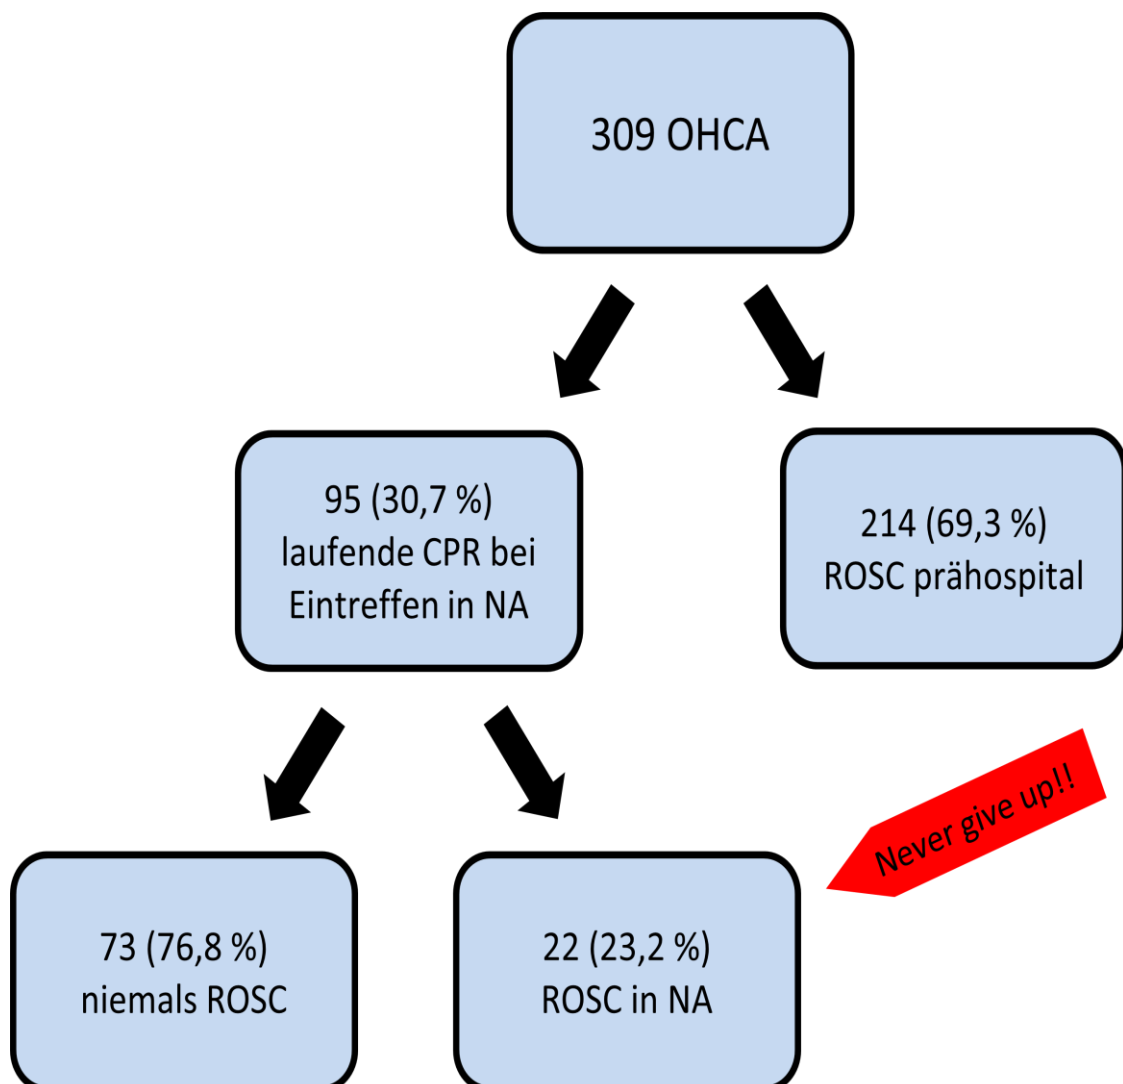 309 OHCA
95 (30,7 %)
laufende CPR bei
Eintreffen in NA
214 (69,3 %)
ROSC prähospital
Never give up!!
73 (76,8 %)
niemals ROSC
22 (23,2 %)
ROSC in NA